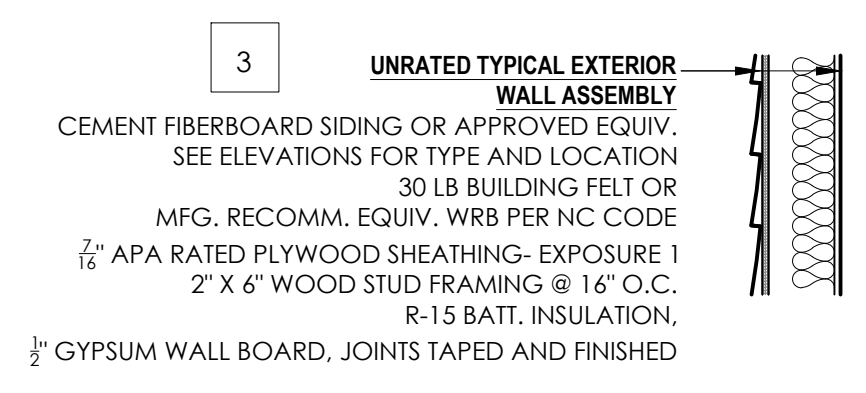 3
UNRATED TYPICAL EXTERIOR
WALL ASSEMBLY
CEMENT FIBERBOARD SIDING OR APPROVED EQUIV.
SEE ELEVATIONS FOR TYPE AND LOCATION
30 LB BUILDING FELT OR
MFG. RECOMM. EQUIV. WRB PER NC CODE
7/16" APA RATED PLYWOOD SHEATHING- EXPOSURE 1
2" X 6" WOOD STUD FRAMING @ 16" O.C.
R-15 BATT. INSULATION,
1/2" GYPSUM WALL BOARD, JOINTS TAPED AND FINISHED